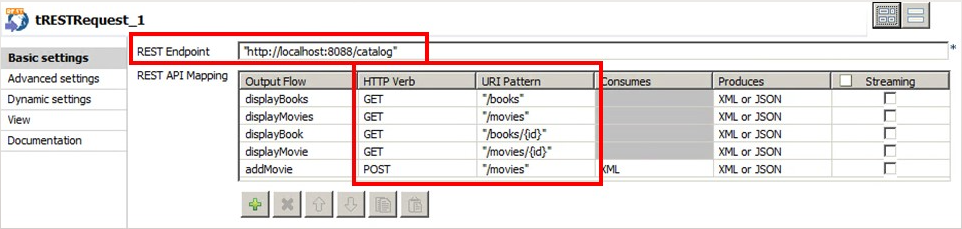 REST
tRESTRequest_1
Basic settings
Advanced settings
Dynamic settings
View
Documentation
REST Endpoint "http://localhost:8088/catalog" *
REST API Mapping
Output Flow HTTP Verb URI Pattern Consumes Produces Streaming
displayBooks GET "/books" XML or JSON
displayMovies GET "/movies" XML or JSON
displayBook GET "/books/{id}" XML or JSON
displayMovie GET "/movies/{id}" XML or JSON
addMovie POST "/movies" XML XML or JSON